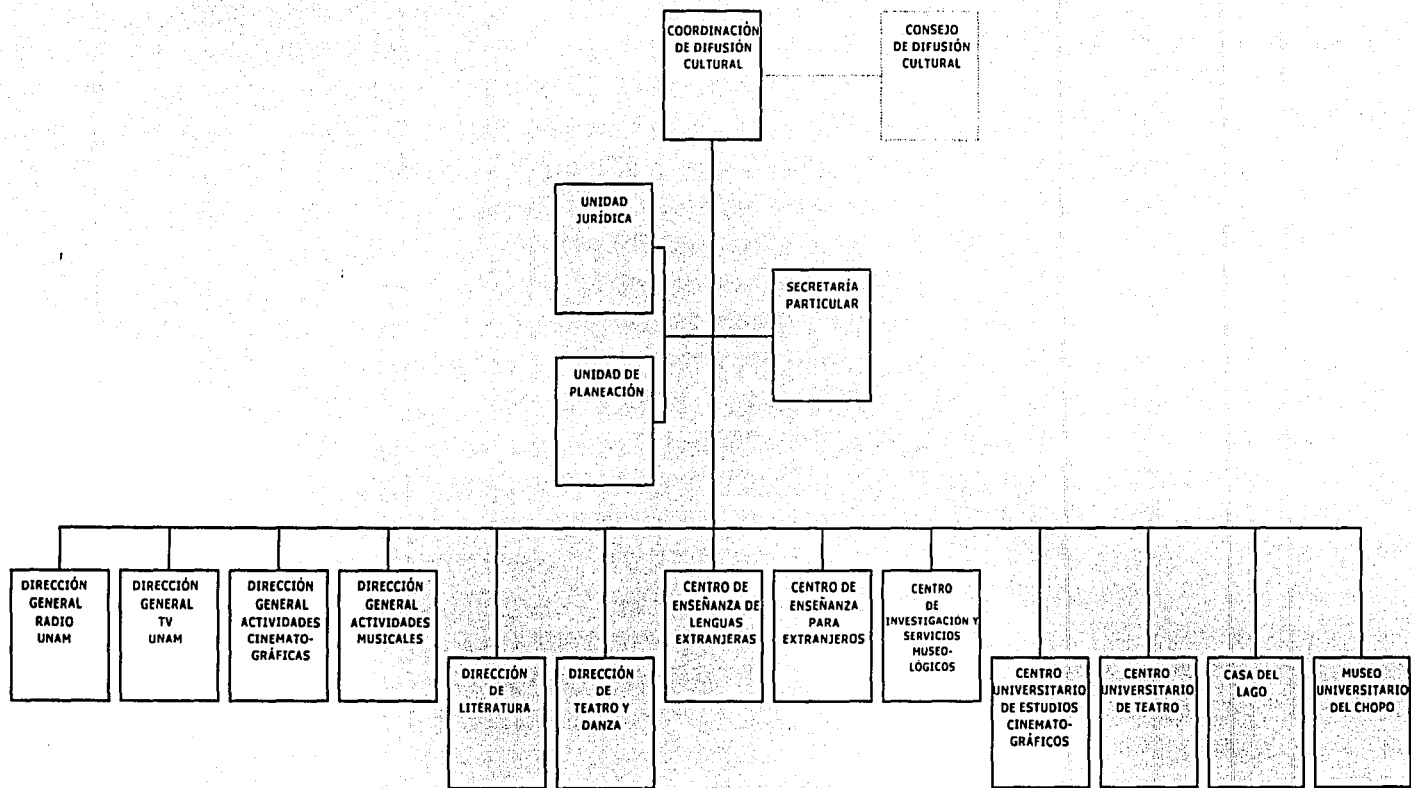 COORDINACIÓN
DE DIFUSIÓN
CULTURAL
CONSEJO
DE DIFUSIÓN
CULTURAL
UNIDAD
JURÍDICA
SECRETARÍA
PARTICULAR
UNIDAD DE
PLANEACIÓN
DIRECCIÓN
GENERAL
RADIO
UNAM
DIRECCIÓN
GENERAL
TV
UNAM
DIRECCIÓN
GENERAL
ACTIVIDADES
CINEMATO-
GRÁFICAS
DIRECCIÓN
GENERAL
ACTIVIDADES
MUSICALES
DIRECCIÓN
DE
LITERATURA
DIRECCIÓN
DE
TEATRO Y
DANZA
CENTRO DE
ENSEÑANZA DE
LENGUAS
EXTRANJERAS
CENTRO DE
ENSEÑANZA
PARA
EXTRANJEROS
CENTRO
DE
INVESTIGACIÓN Y
SERVICIOS
MUSEO-
LÓGICOS
CENTRO
UNIVERSITARIO
DE ESTUDIOS
CINEMATO-
GRÁFICOS
CENTRO
UNIVERSITARIO
DE TEATRO
CASA DEL
LAGO
MUSEO
UNIVERSITARIO
DEL CHOPO